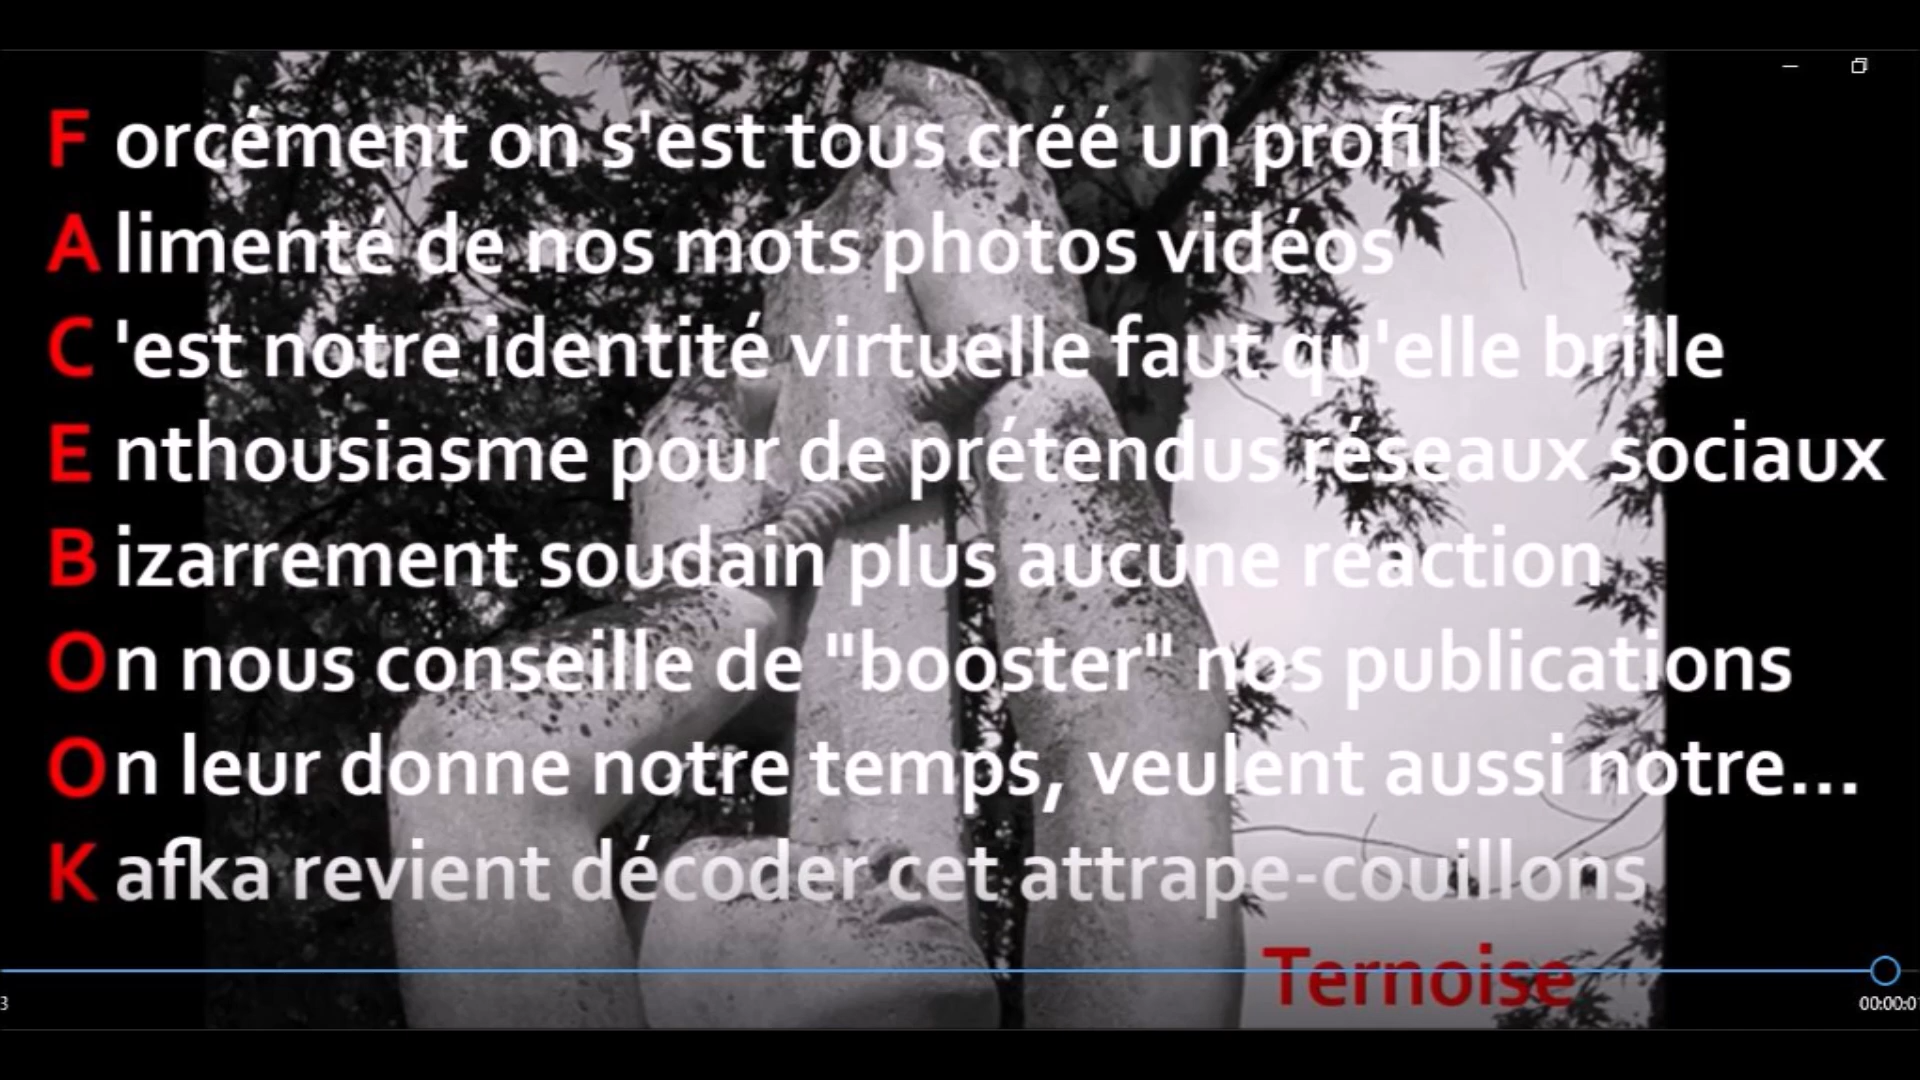 Forcément on s'est tous créé un profil
Alimenté de nos mots photos vidéos
C'est notre identité virtuelle faut qu'elle brille
Enthousiasme pour de prétendus réseaux sociaux
Bizarrement soudain plus aucune réaction
On nous conseille de "booster" nos publications
On leur donne notre temps, veulent aussi notre...
Kafka revient décoder cet attrape-couillons
Ternoise
3
00:00:0